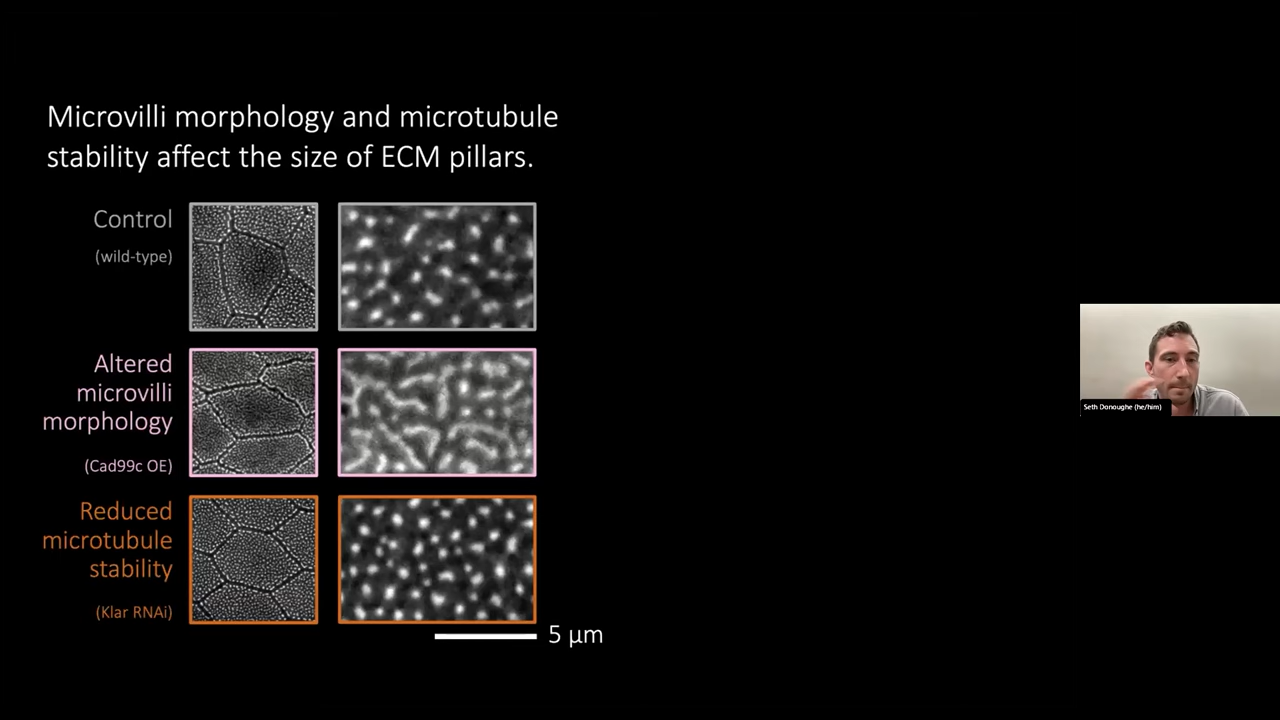 Microvilli morphology and microtubule
stability affect the size of ECM pillars.
Control
(wild-type)
Altered
microvilli
morphology
(Cad99c OE)
Reduced
microtubule
stability
(Klar RNAi)
5 μm
Seth Donoughe (he/him)